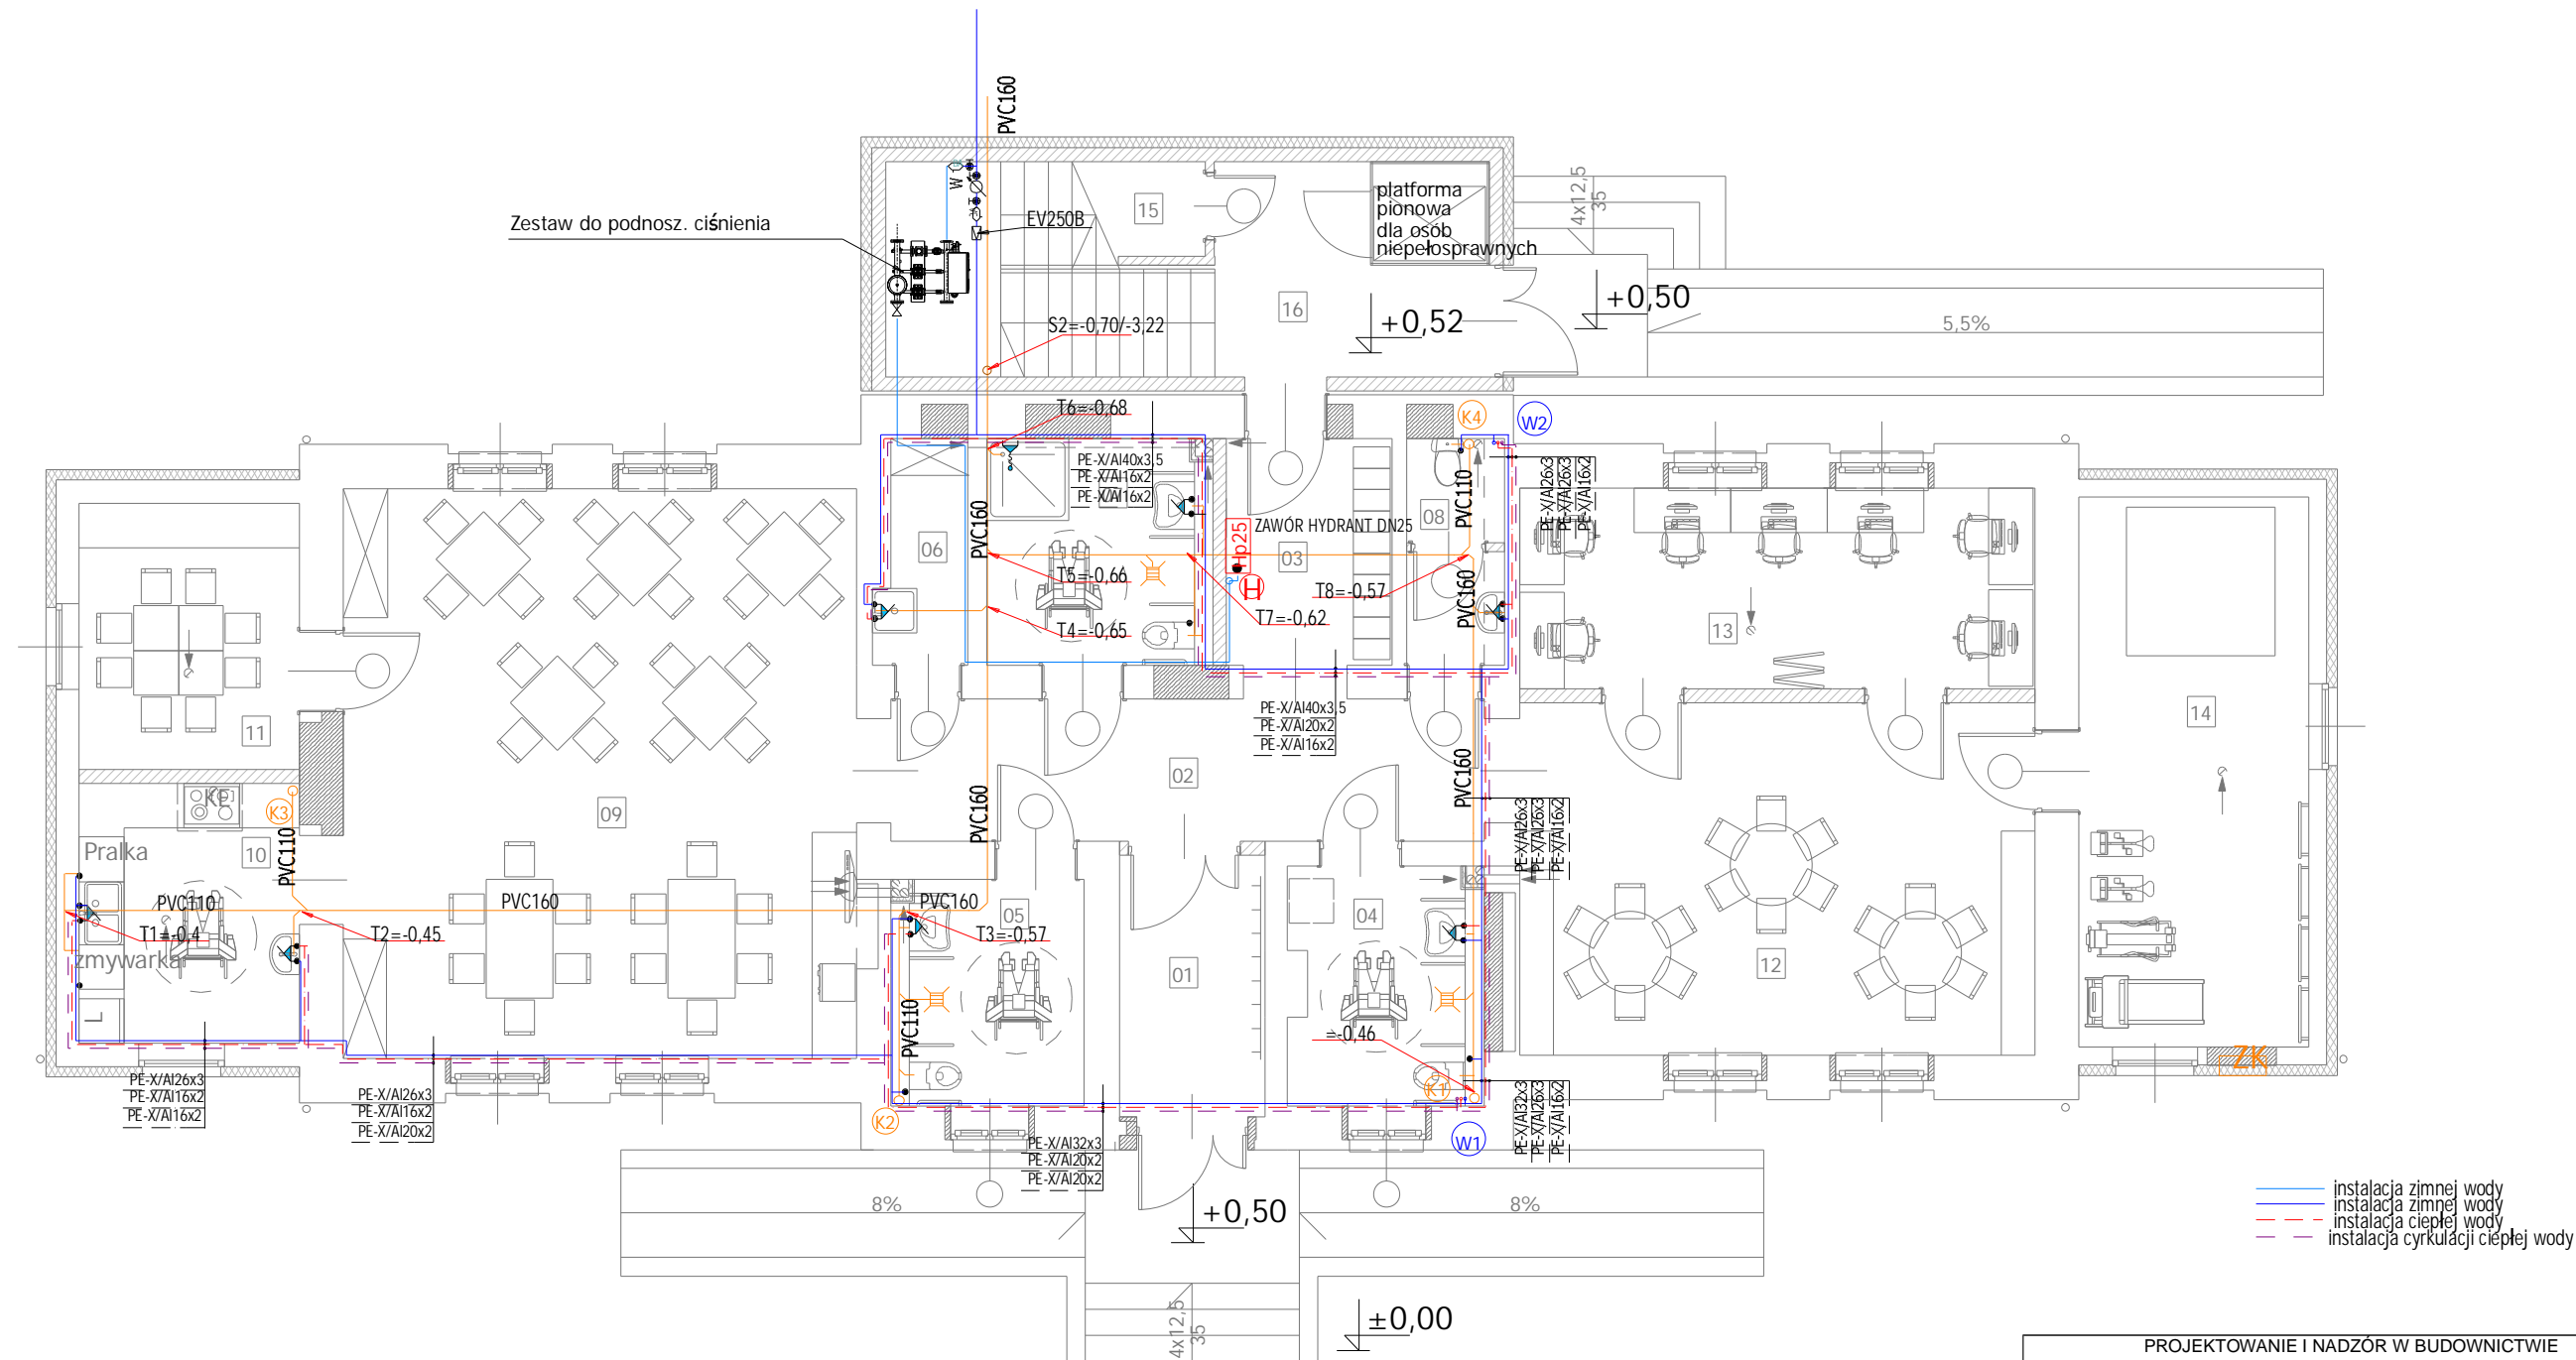 PVC160
Zestaw do podnosz. ciśnienia
W
EV250B
15
platforma
pionowa
dla osób
niepełosprawnych
4x12,5
35
16
+0,52
+0,50
5,5%
S2=-0,70/-3,22
T6=-0,68
K4
W2
PE-X/Al40x3,5
PE-X/Al16x2
PE-X/Al16x2
PVC160
06
Hp25
ZAWÓR HYDRANT DN25
03
08
PVC110
PE-X/Al26x3
PE-X/Al26x3
PE-X/Al16x2
T5=-0,66
H
T8=-0,57
PVC160
T4=-0,65
T7=-0,62
13
11
14
PE-X/Al40x3,5
PE-X/Al20x2
PE-X/Al16x2
02
PVC160
KE
K3
09
PVC160
PVC110
Pralka
10
PE-X/Al26x3
PE-X/Al26x3
PE-X/Al16x2
PVC110
PVC160
PVC160
05
04
T1=-0,4
T2=-0,45
T3=-0,57
zmywarka
01
12
L
PVC110
=-0,46
ZK
K1
K2
W1
PE-X/Al26x3
PE-X/Al16x2
PE-X/Al16x2
PE-X/Al26x3
PE-X/Al16x2
PE-X/Al20x2
PE-X/Al32x3
PE-X/Al20x2
PE-X/Al20x2
PE-X/Al32x3
PE-X/Al26x3
PE-X/Al16x2
8%
+0,50
8%
instalacja zimnej wody
instalacja zimnej wody
instalacja ciepłej wody
instalacja cyrkulacji ciepłej wody
4x12,5
35
±0,00
PROJEKTOWANIE I NADZÓR W BUDOWNICTWIE